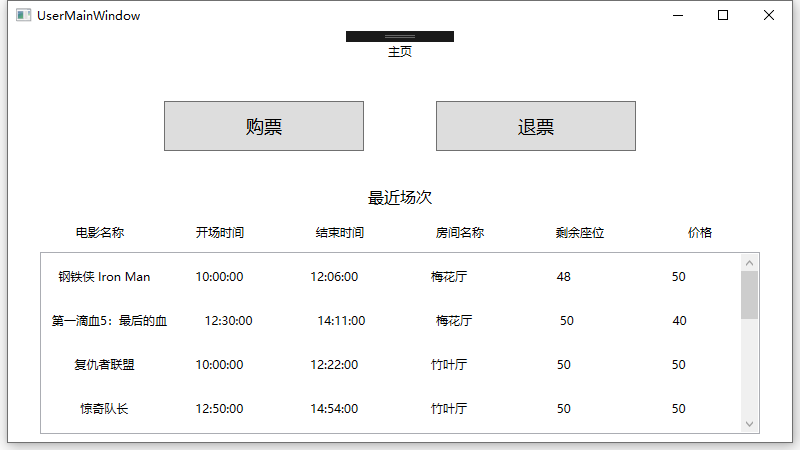 UserMainWindow
主页
购票 退票
最近场次
电影名称 开场时间 结束时间 房间名称 剩余座位 价格
钢铁侠 Iron Man 10:00:00 12:06:00 梅花厅 48 50
第一滴血5：最后的血 12:30:00 14:11:00 梅花厅 50 40
复仇者联盟 10:00:00 12:22:00 竹叶厅 50 50
惊奇队长 12:50:00 14:54:00 竹叶厅 50 50